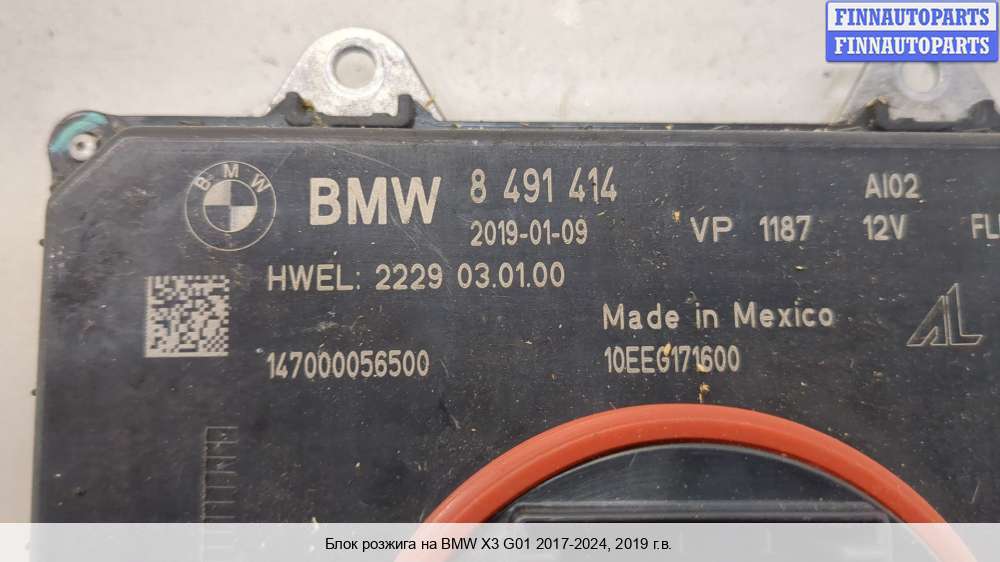 FINNAUTOPARTS
FINNAUTOPARTS
BMW
BMW 8 491 414
AI02
2019-01-09
VP 1187 12V FL
HWEL: 2229 03.01.00
Made in Mexico
AL
147000056500
10EEG171600
Блок розжига на BMW X3 G01 2017-2024, 2019 г.в.